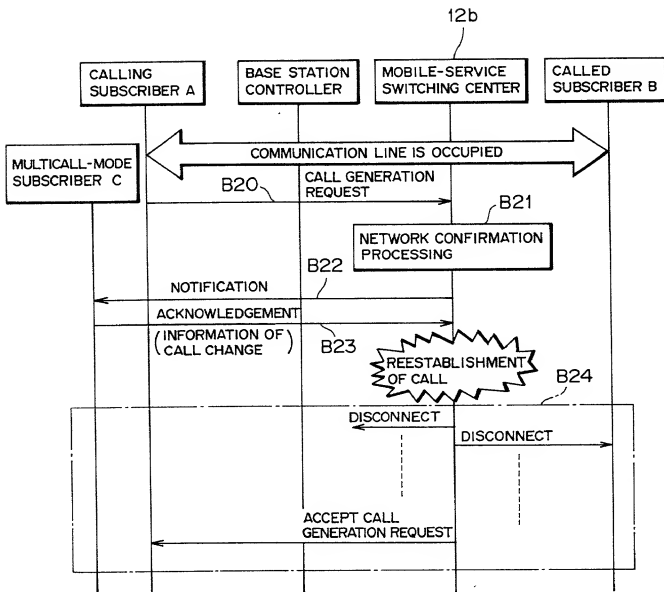 12b
CALLING
SUBSCRIBER A
BASE STATION
CONTROLLER
MOBILE-SERVICE
SWITCHING CENTER
CALLED
SUBSCRIBER B
MULTICALL-MODE
SUBSCRIBER C
COMMUNICATION LINE IS OCCUPIED
B20
CALL GENERATION
REQUEST
B21
NETWORK CONFIRMATION
PROCESSING
NOTIFICATION
B22
ACKNOWLEDGEMENT
(INFORMATION OF
CALL CHANGE)
B23
REESTABLISHMENT
OF CALL
B24
DISCONNECT
DISCONNECT
ACCEPT CALL
GENERATION REQUEST